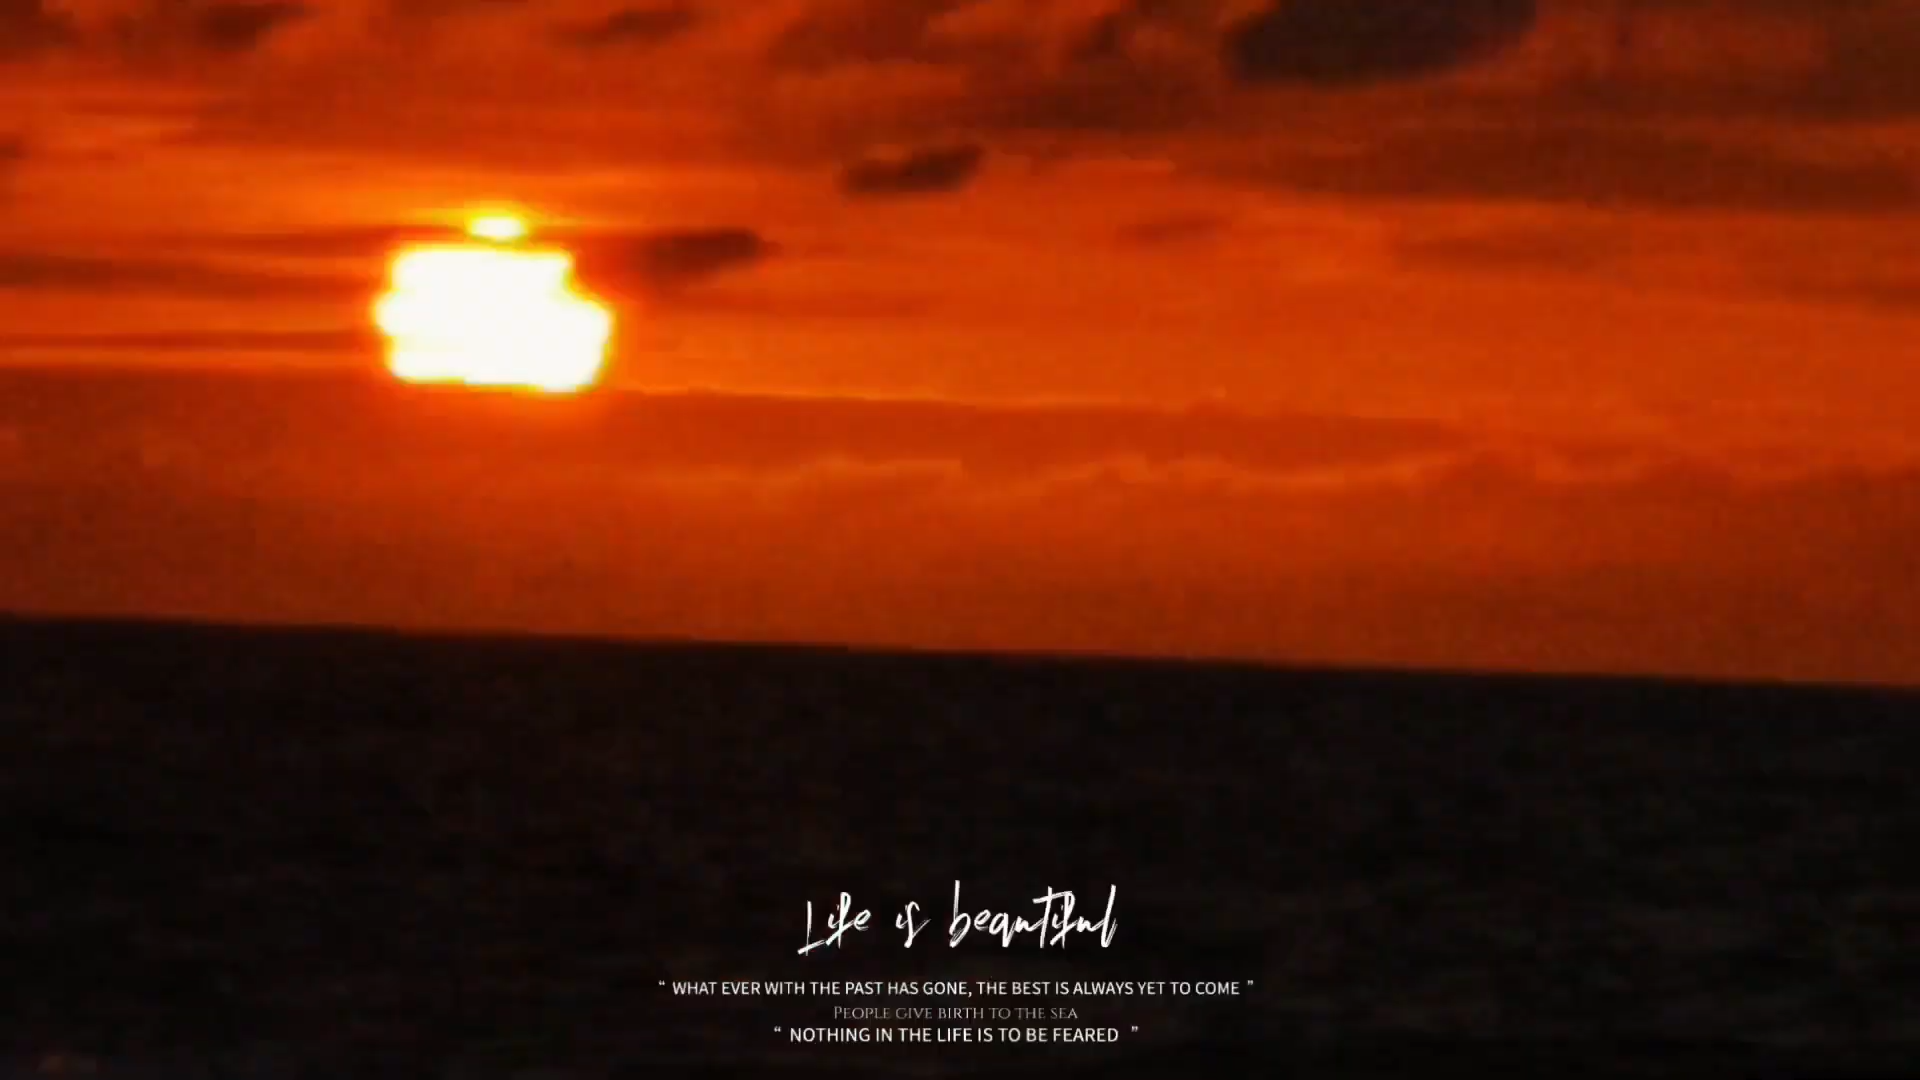 Life is beautiful
“ WHAT EVER WITH THE PAST HAS GONE, THE BEST IS ALWAYS YET TO COME ”
PEOPLE GIVE BIRTH TO THE SEA
“ NOTHING IN THE LIFE IS TO BE FEARED ”